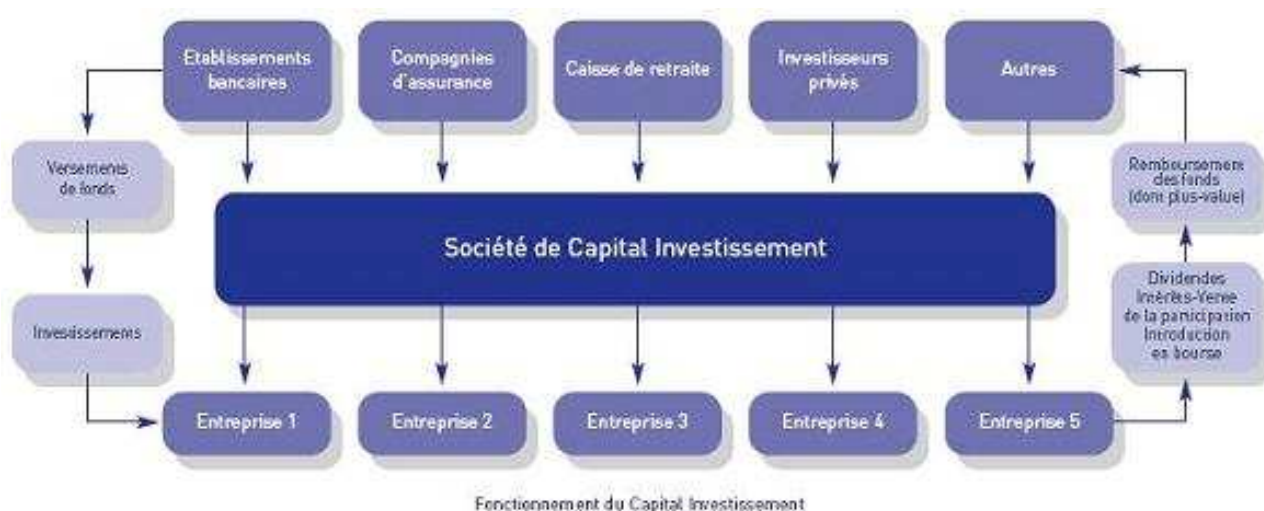 Etablissements
bancaires
Compagnies
d'assurance
Caisse de retraite
Investisseurs
privés
Autres
Versements
de fonds
Remboursement
des fonds
(dont plus-value)
Société de Capital Investissement
Investissements
Dividendes
Intérêts-Vente
de la participation
Introduction
en bourse
Entreprise 1
Entreprise 2
Entreprise 3
Entreprise 4
Entreprise 5
Fonctionnement du Capital Investissement